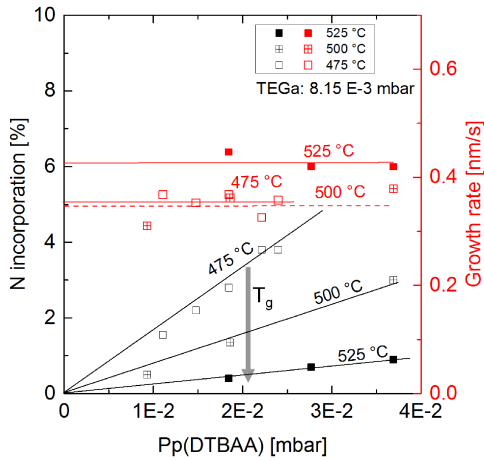 10
8
6
4
2
0
N incorporation [%]
525 °C
500 °C
475 °C
TEGa: 8.15 E-3 mbar
525 °C
475 °C
500 °C
475 °C
Tg
500 °C
525 °C
0.6
0.4
0.2
0.0
Growth rate [nm/s]
0 1E-2 2E-2 3E-2 4E-2
Pp(DTBAA) [mbar]